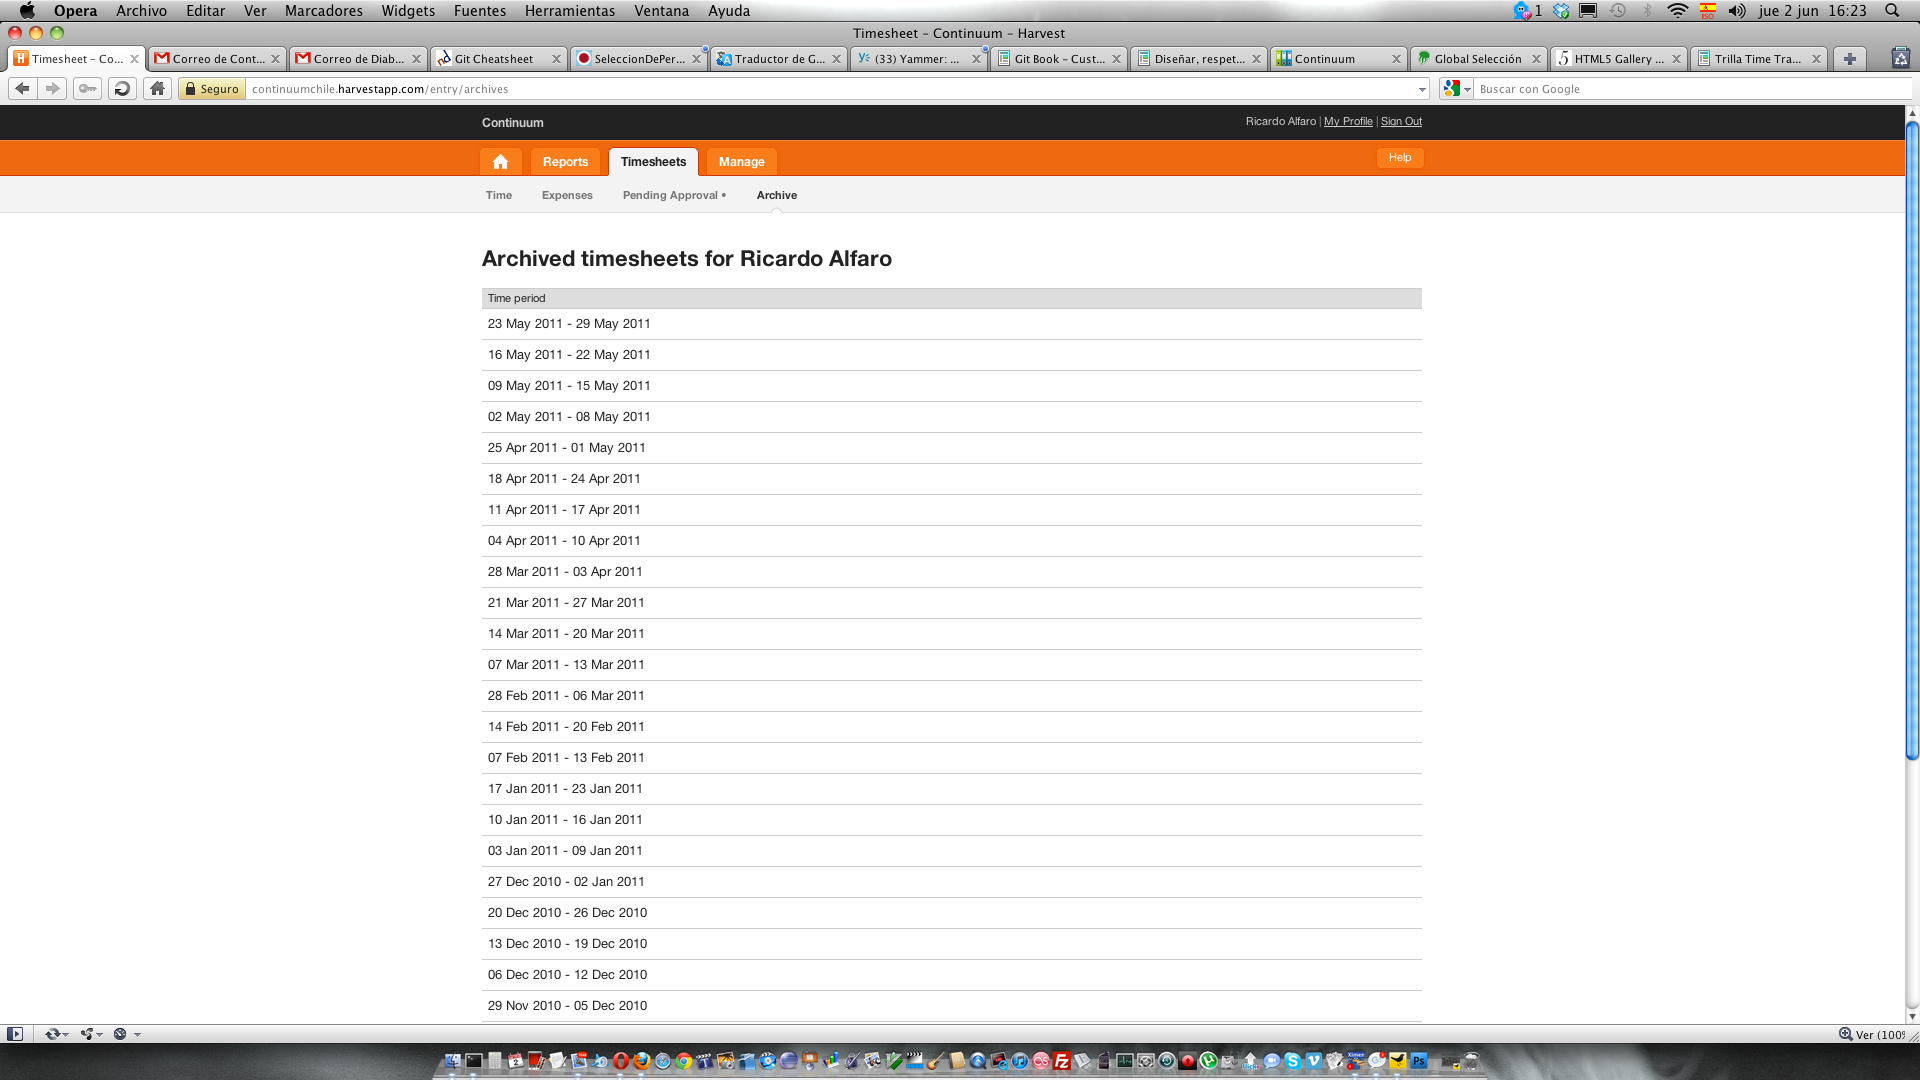 Opera Archivo Editar Ver Marcadores Widgets Fuentes Herramientas Ventana Ayuda 1 jue 2 jun 16:23
Timesheet – Continuum – Harvest
Timesheet – Co... Correo de Cont... Correo de Diab... Git Cheatsheet SeleccionDePer... Traductor de G... (33) Yammer: ... Git Book – Cust... Diseñar, respet... Continuum Global Selección HTML5 Gallery ... Trilla Time Tra...
Seguro continuumchile.harvestapp.com/entry/archives Buscar con Google
Continuum Ricardo Alfaro | My Profile | Sign Out
Reports Timesheets Manage Help
Time Expenses Pending Approval • Archive
Archived timesheets for Ricardo Alfaro
Time period
23 May 2011 - 29 May 2011
16 May 2011 - 22 May 2011
09 May 2011 - 15 May 2011
02 May 2011 - 08 May 2011
25 Apr 2011 - 01 May 2011
18 Apr 2011 - 24 Apr 2011
11 Apr 2011 - 17 Apr 2011
04 Apr 2011 - 10 Apr 2011
28 Mar 2011 - 03 Apr 2011
21 Mar 2011 - 27 Mar 2011
14 Mar 2011 - 20 Mar 2011
07 Mar 2011 - 13 Mar 2011
28 Feb 2011 - 06 Mar 2011
14 Feb 2011 - 20 Feb 2011
07 Feb 2011 - 13 Feb 2011
17 Jan 2011 - 23 Jan 2011
10 Jan 2011 - 16 Jan 2011
03 Jan 2011 - 09 Jan 2011
27 Dec 2010 - 02 Jan 2011
20 Dec 2010 - 26 Dec 2010
13 Dec 2010 - 19 Dec 2010
06 Dec 2010 - 12 Dec 2010
29 Nov 2010 - 05 Dec 2010
Ver (100%